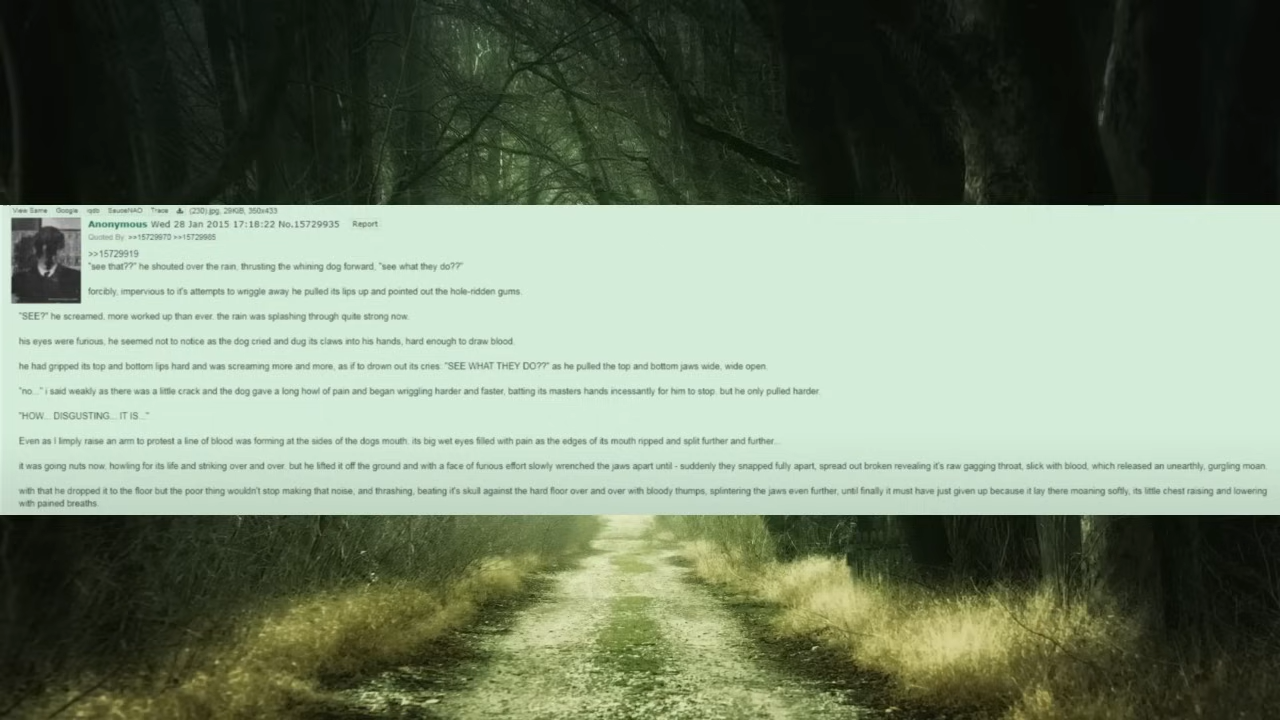 View Same Google iqdb SauceNAO Trace (230).jpg, 29KiB, 350x433
Anonymous Wed 28 Jan 2015 17:18:22 No.15729935 Report
Quoted By: >>15729970 >>15729985
>>15729919
"see that??" he shouted over the rain, thrusting the whining dog forward, "see what they do??"
forcibly, impervious to it's attempts to wriggle away he pulled its lips up and pointed out the hole-ridden gums.
"SEE?" he screamed, more worked up than ever. the rain was splashing through quite strong now.
his eyes were furious, he seemed not to notice as the dog cried and dug its claws into his hands, hard enough to draw blood.
he had gripped its top and bottom lips hard and was screaming more and more, as if to drown out its cries. "SEE WHAT THEY DO??" as he pulled the top and bottom jaws wide, wide open.
"no..." i said weakly as there was a little crack and the dog gave a long howl of pain and began wriggling harder and faster, batting its masters hands incessantly for him to stop. but he only pulled harder.
"HOW... DISGUSTING... IT IS..."
Even as I limply raise an arm to protest a line of blood was forming at the sides of the dogs mouth. its big wet eyes filled with pain as the edges of its mouth ripped and split further and further...
it was going nuts now, howling for its life and striking over and over. but he lifted it off the ground and with a face of furious effort slowly wrenched the jaws apart until - suddenly they snapped fully apart, spread out broken revealing it's raw gagging throat, slick with blood, which released an unearthly, gurgling moan.
with that he dropped it to the floor but the poor thing wouldn't stop making that noise, and thrashing, beating it's skull against the hard floor over and over with bloody thumps, splintering the jaws even further, until finally it must have just given up because it lay there moaning softly, its little chest raising and lowering
with pained breaths.